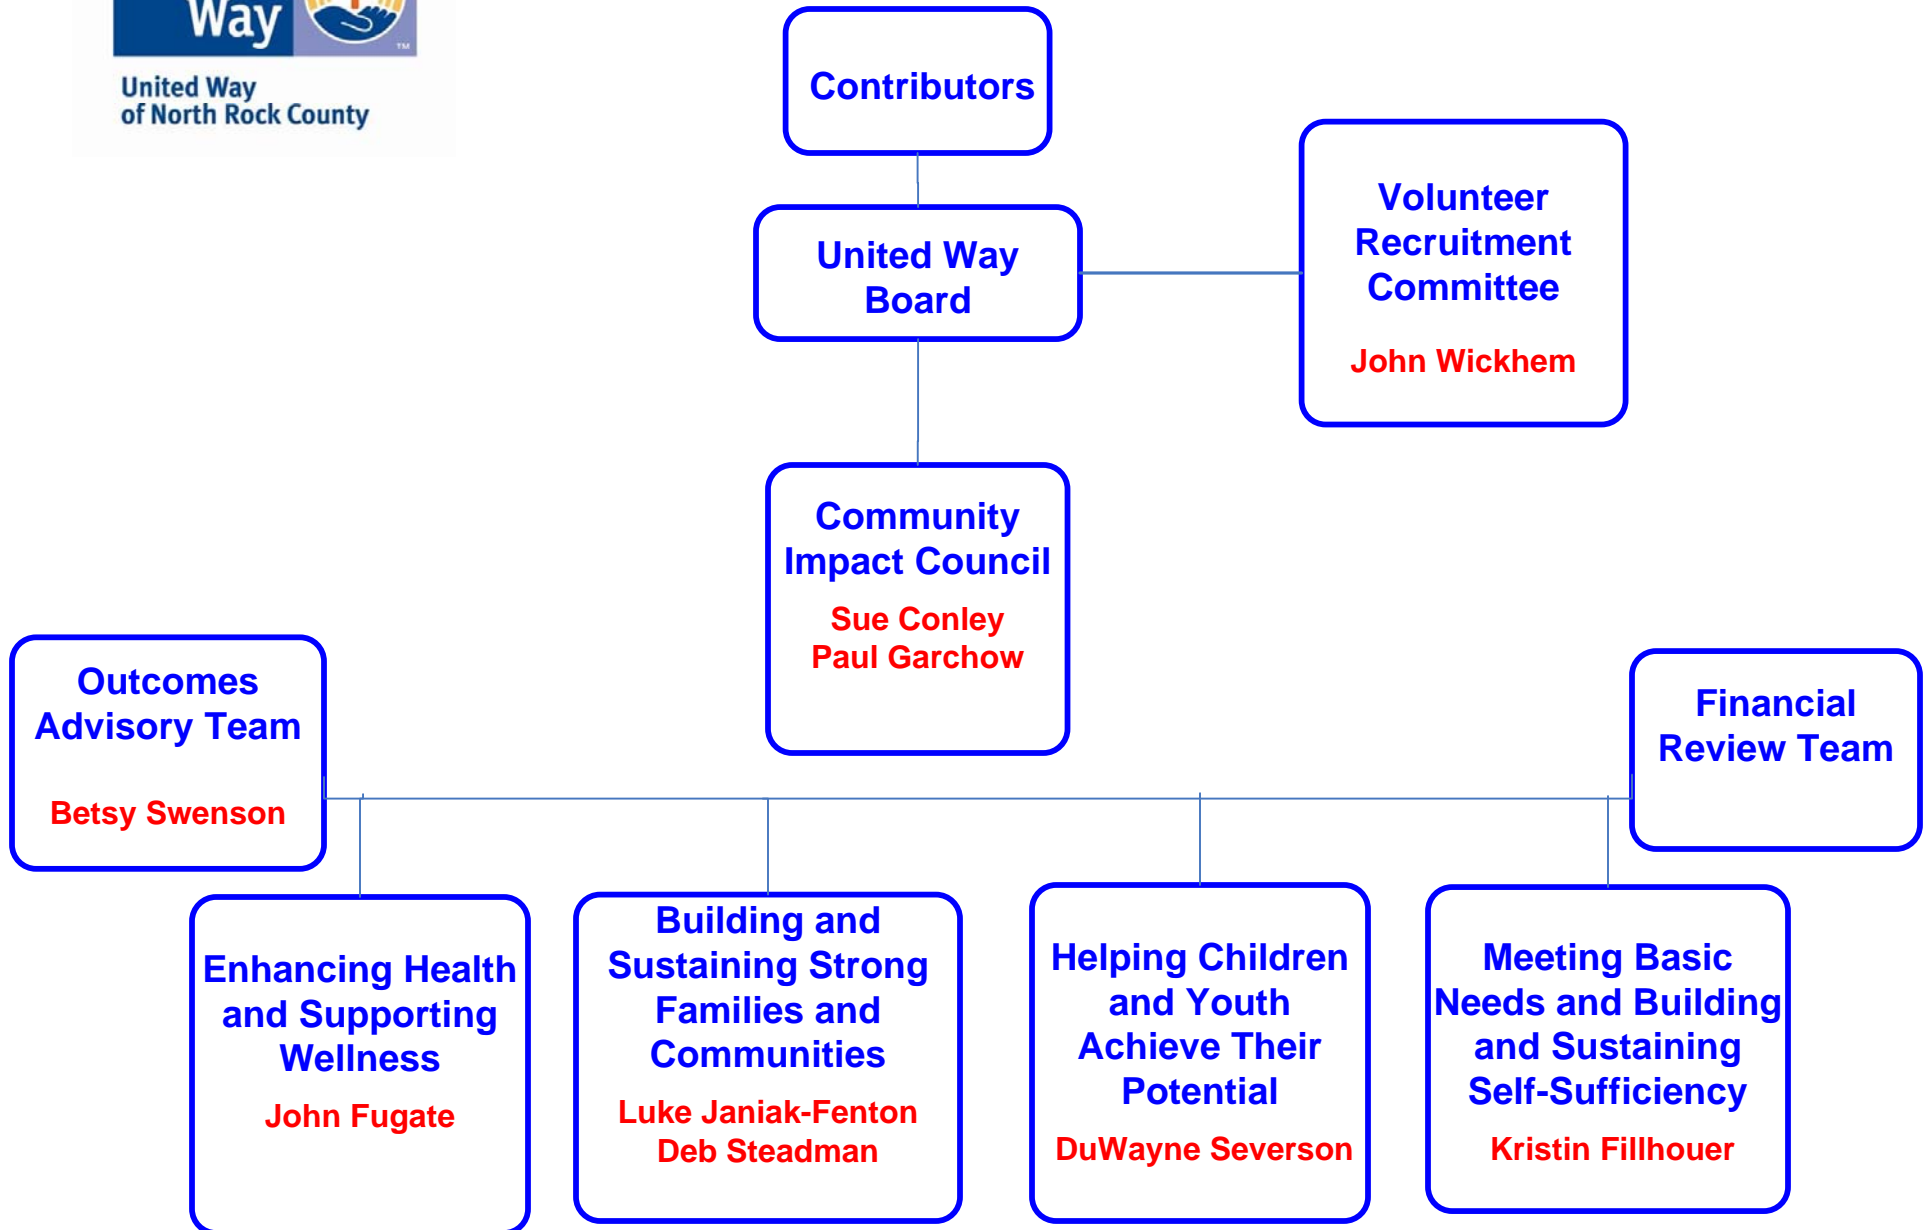 Way
TM
United Way
of North Rock County
Contributors
United Way
Board
Volunteer
Recruitment
Committee
John Wickhem
Community
Impact Council
Sue Conley
Paul Garchow
Outcomes
Advisory Team
Betsy Swenson
Financial
Review Team
Enhancing Health
and Supporting
Wellness
John Fugate
Building and
Sustaining Strong
Families and
Communities
Luke Janiak-Fenton
Deb Steadman
Helping Children
and Youth
Achieve Their
Potential
DuWayne Severson
Meeting Basic
Needs and Building
and Sustaining
Self-Sufficiency
Kristin Fillhouer